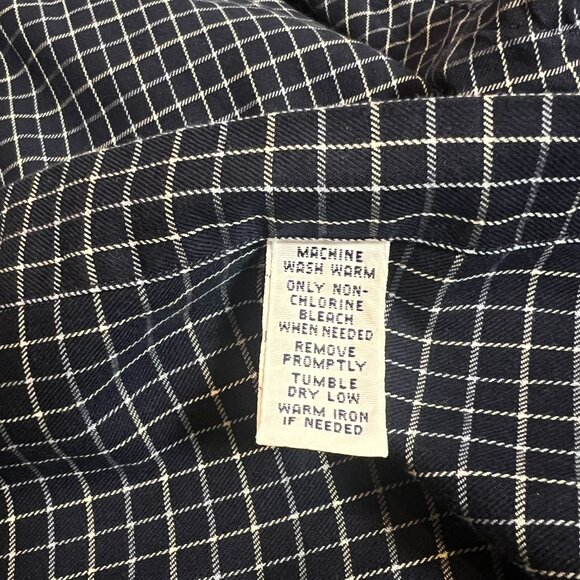 MACHINE
WASH WARM
ONLY NON-
CHLORINE
BLEACH
WHEN NEEDED
REMOVE
PROMPTLY
TUMBLE
DRY LOW
WARM IRON
IF NEEDED